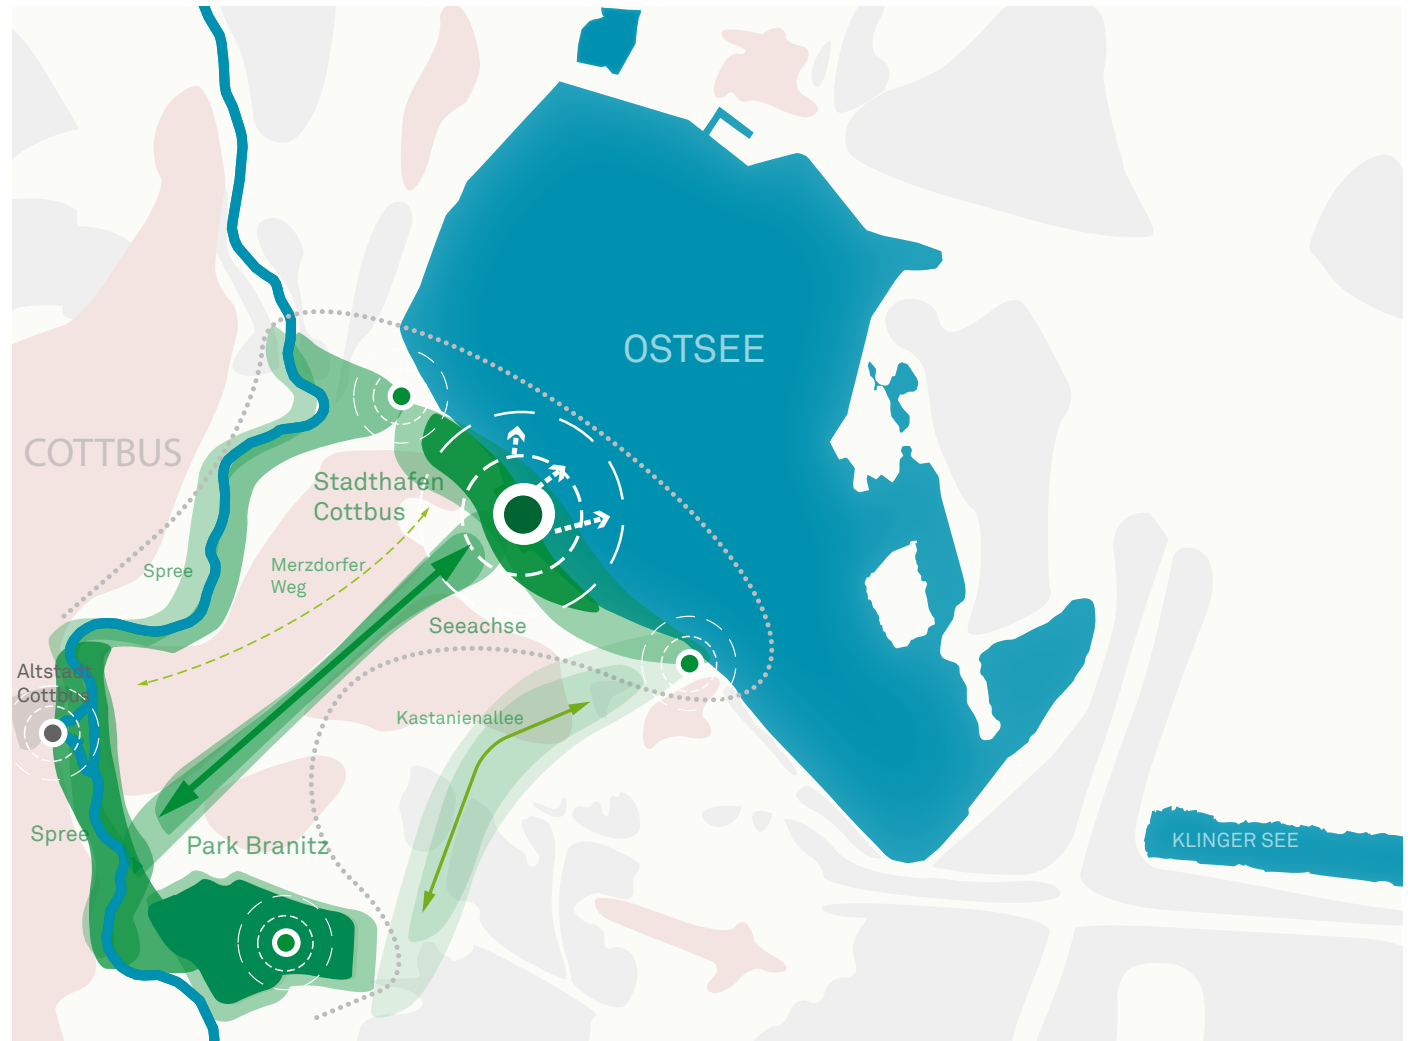 OSTSEE
COTTBUS
Stadthafen
Cottbus
Merzdorfer
Weg
Spree
Seeachse
Altstadt
Cottbus
Kastanienallee
Spree
Park Branitz
KLINGER SEE